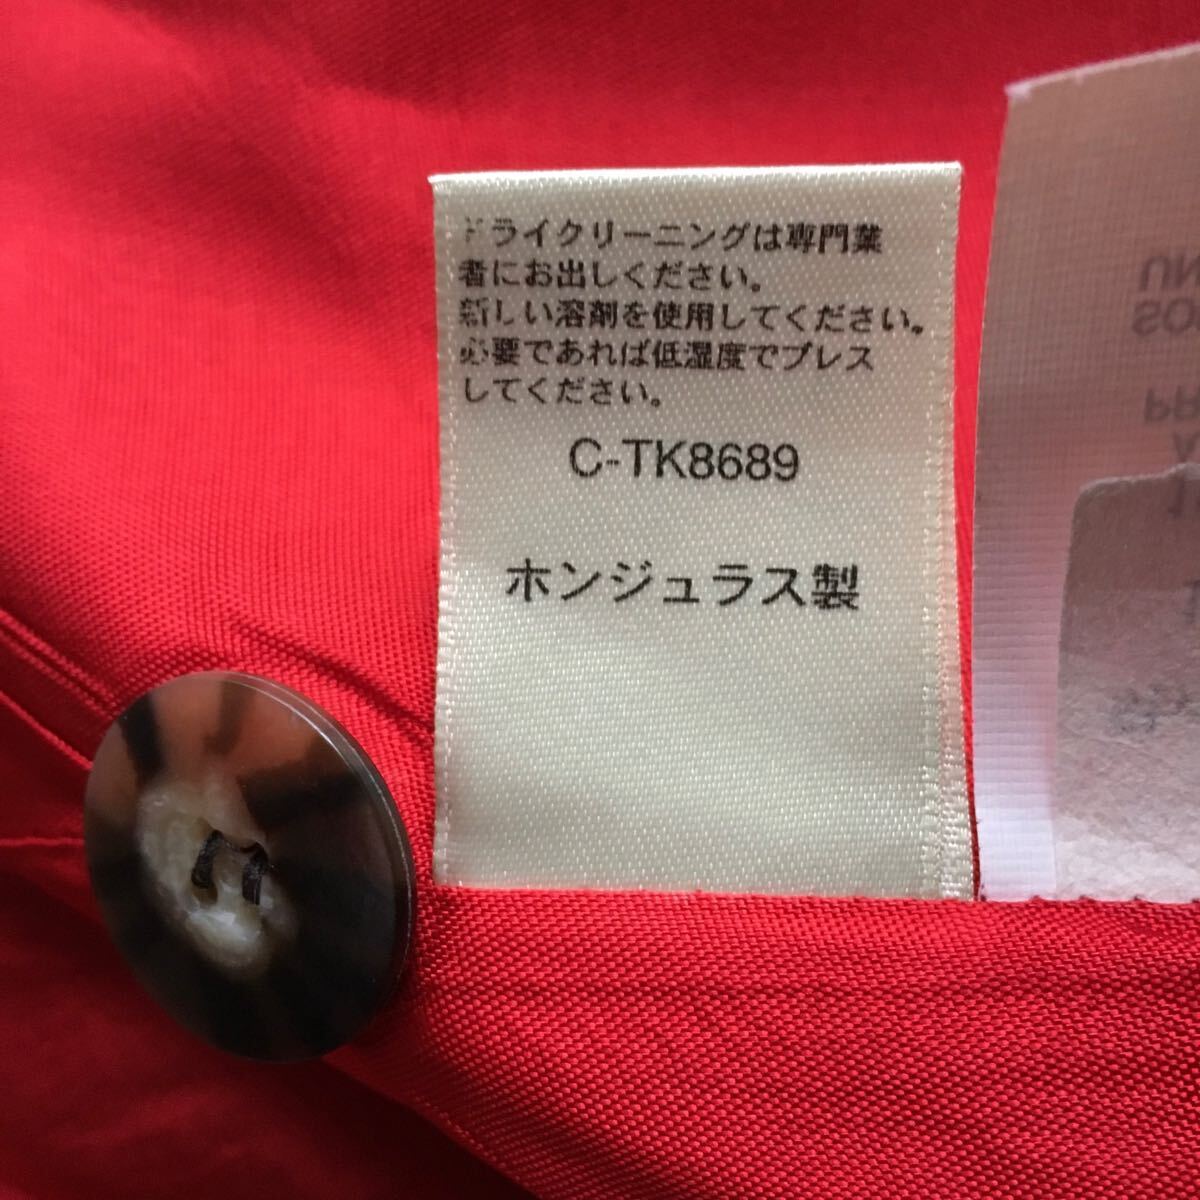 ドライクリーニングは専門業
者にお出しください。
新しい溶剤を使用してください。
必要であれば低湿度でプレス
してください。
C-TK8689
ホンジュラス製